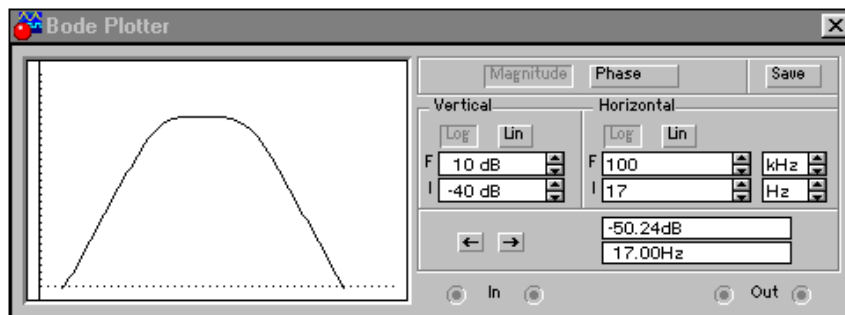 Bode Plotter
Magnitude Phase Save
Vertical Horizontal
Log Lin Log Lin
F 10 dB F 100 kHz
I -40 dB I 17 Hz
-50.24dB
17.00Hz
In Out